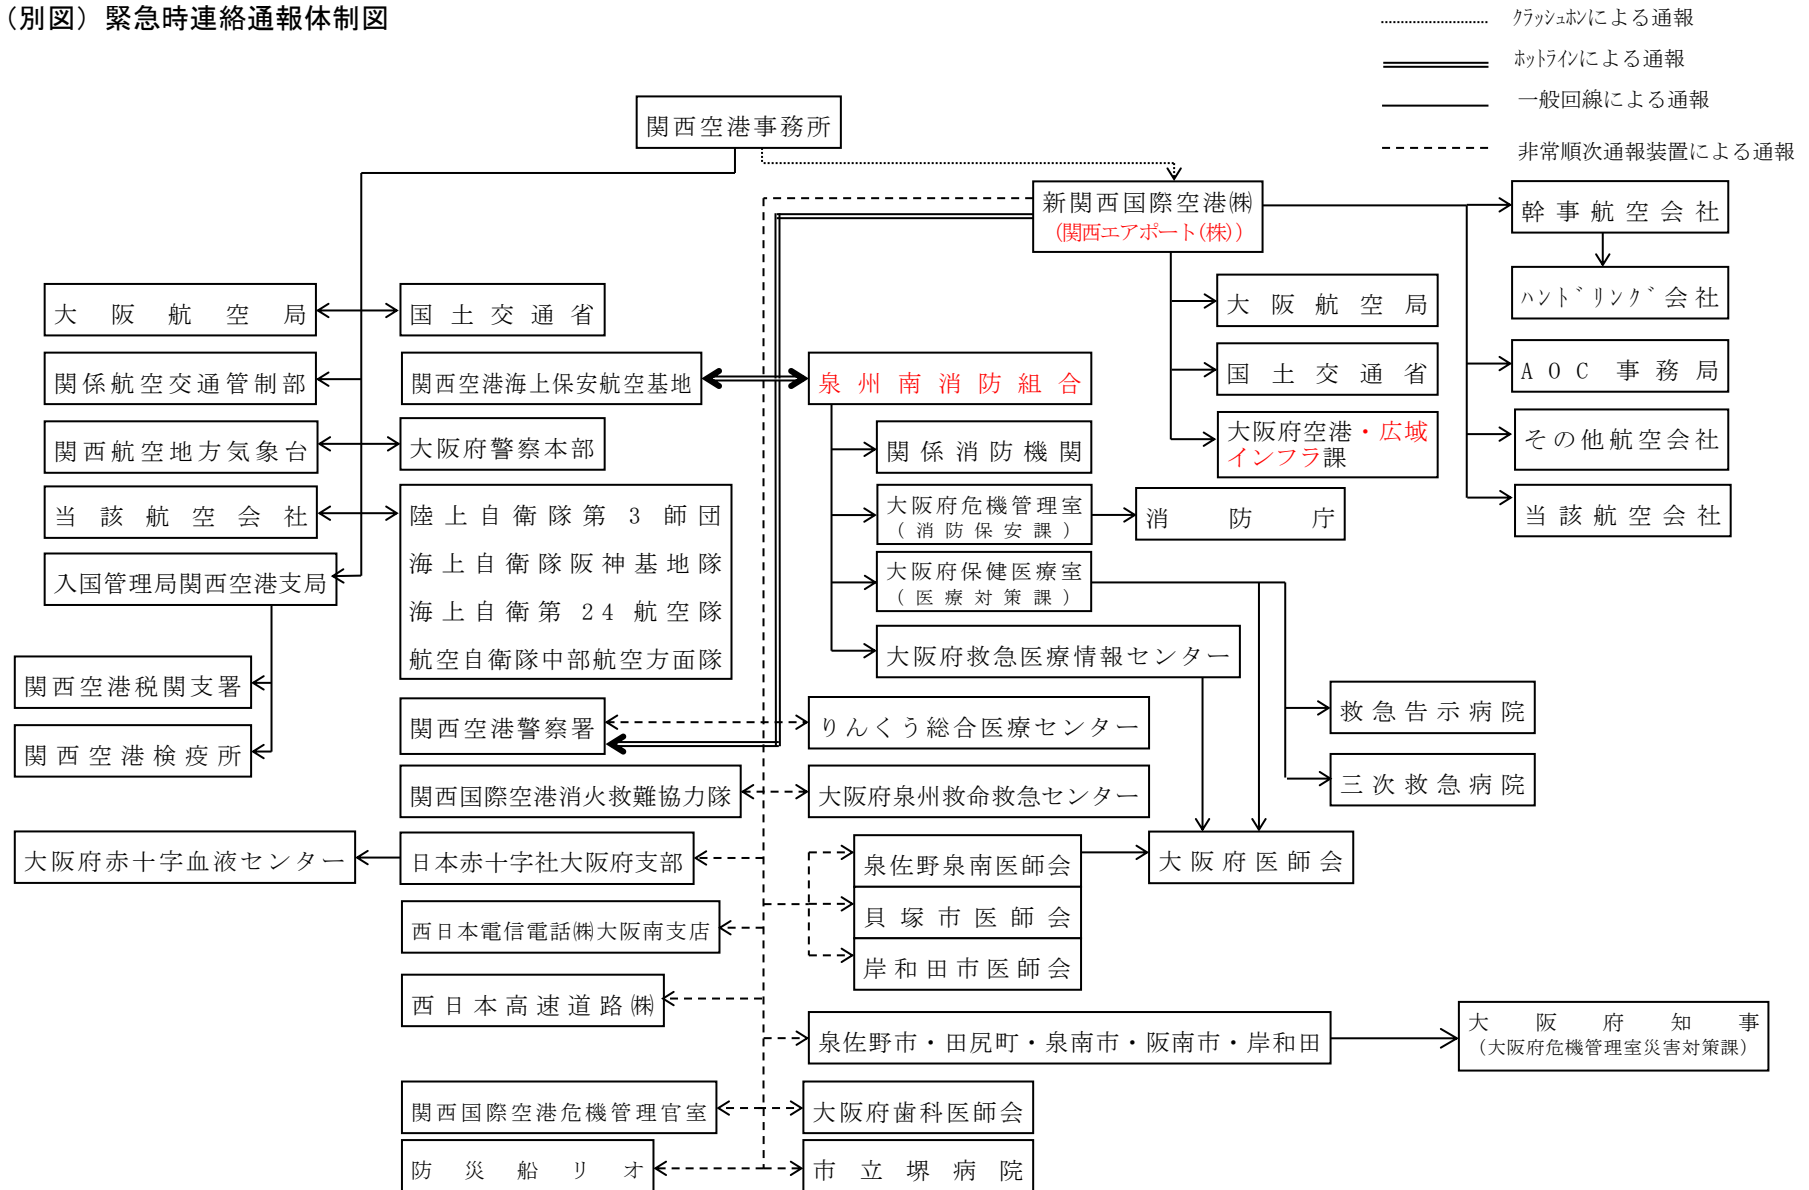 （別図）緊急時連絡通報体制図
ｸﾗｯｼｭﾎﾝによる通報
ﾎｯﾄﾗｲﾝによる通報
一般回線による通報
非常順次通報装置による通報
関西空港事務所
新関西国際空港㈱
（関西エアポート（株））
幹事航空会社
ﾊﾝﾄﾞﾘﾝｸﾞ会社
AOC 事務局
その他航空会社
当該航空会社
大阪航空局
国土交通省
大阪府空港・広域
インフラ課
大阪航空局
国土交通省
関係航空交通管制部
関西空港海上保安航空基地
泉州南消防組合
関西航空地方気象台
大阪府警察本部
関係消防機関
当該航空会社
陸上自衛隊第3師団
海上自衛隊阪神基地隊
海上自衛第24航空隊
航空自衛隊中部航空方面隊
大阪府危機管理室
（消防保安課）
消防庁
入国管理局関西空港支局
大阪府保健医療室
（医療対策課）
大阪府救急医療情報センター
関西空港税関支署
関西空港検疫所
関西空港警察署
りんくう総合医療センター
救急告示病院
三次救急病院
関西国際空港消火救難協力隊
大阪府泉州救命救急センター
大阪府赤十字血液センター
日本赤十字社大阪府支部
泉佐野泉南医師会
大阪府医師会
貝塚市医師会
岸和田市医師会
西日本電信電話㈱大阪南支店
西日本高速道路㈱
泉佐野市・田尻町・泉南市・阪南市・岸和田
大阪府知事
（大阪府危機管理室災害対策課）
関西国際空港危機管理官室
大阪府歯科医師会
防災船リオ
市立堺病院